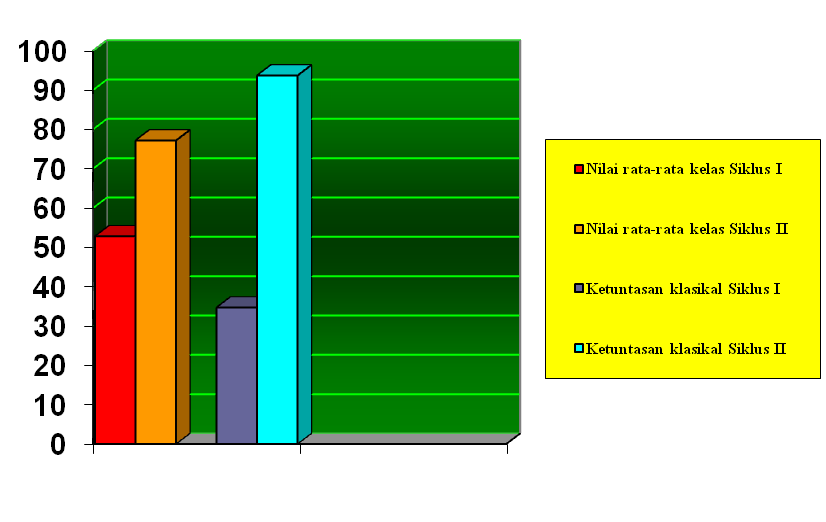 100
90
80
70
60
50
40
30
20
10
0
Nilai rata-rata kelas Siklus I
Nilai rata-rata kelas Siklus II
Ketuntasan klasikal Siklus I
Ketuntasan klasikal Siklus II